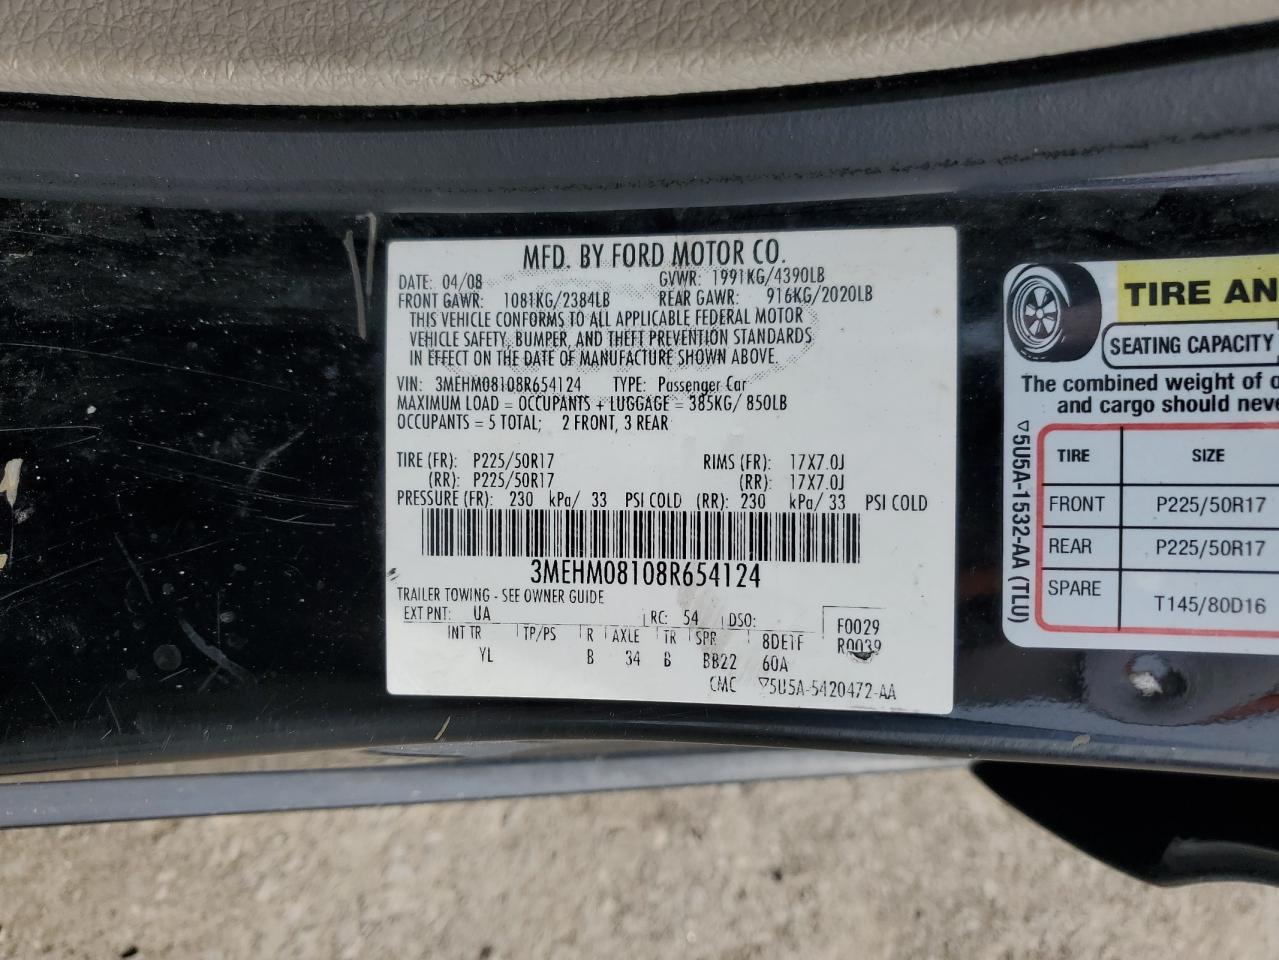 MFD. BY FORD MOTOR CO.
DATE: 04/08 GVWR: 1991KG/4390LB
FRONT GAWR: 1081KG/2384LB REAR GAWR: 916KG/2020LB
THIS VEHICLE CONFORMS TO ALL APPLICABLE FEDERAL MOTOR
VEHICLE SAFETY, BUMPER, AND THEFT PREVENTION STANDARDS
IN EFFECT ON THE DATE OF MANUFACTURE SHOWN ABOVE.
VIN: 3MEHM08108R654124 TYPE: Passenger Car
MAXIMUM LOAD = OCCUPANTS + LUGGAGE = 385KG/ 850LB
OCCUPANTS = 5 TOTAL; 2 FRONT, 3 REAR
TIRE (FR): P225/50R17 RIMS (FR): 17X7.0J
(RR): P225/50R17 (RR): 17X7.0J
PRESSURE (FR): 230 kPa/ 33 PSI COLD (RR): 230 kPa/ 33 PSI COLD
3MEHM08108R654124
TRAILER TOWING - SEE OWNER GUIDE
EXT PNT: UA RC: 54 DSO: F0029
R0039
INT TR TP/PS R AXLE TR SPR 8DE1F
YL B 34 B BB22 60A
CMC ▽5U5A-5420472-AA
TIRE AN
SEATING CAPACITY
The combined weight of o
and cargo should neve
▽5U5A-1532-AA (TLU)
TIRE SIZE
FRONT P225/50R17
REAR P225/50R17
SPARE T145/80D16